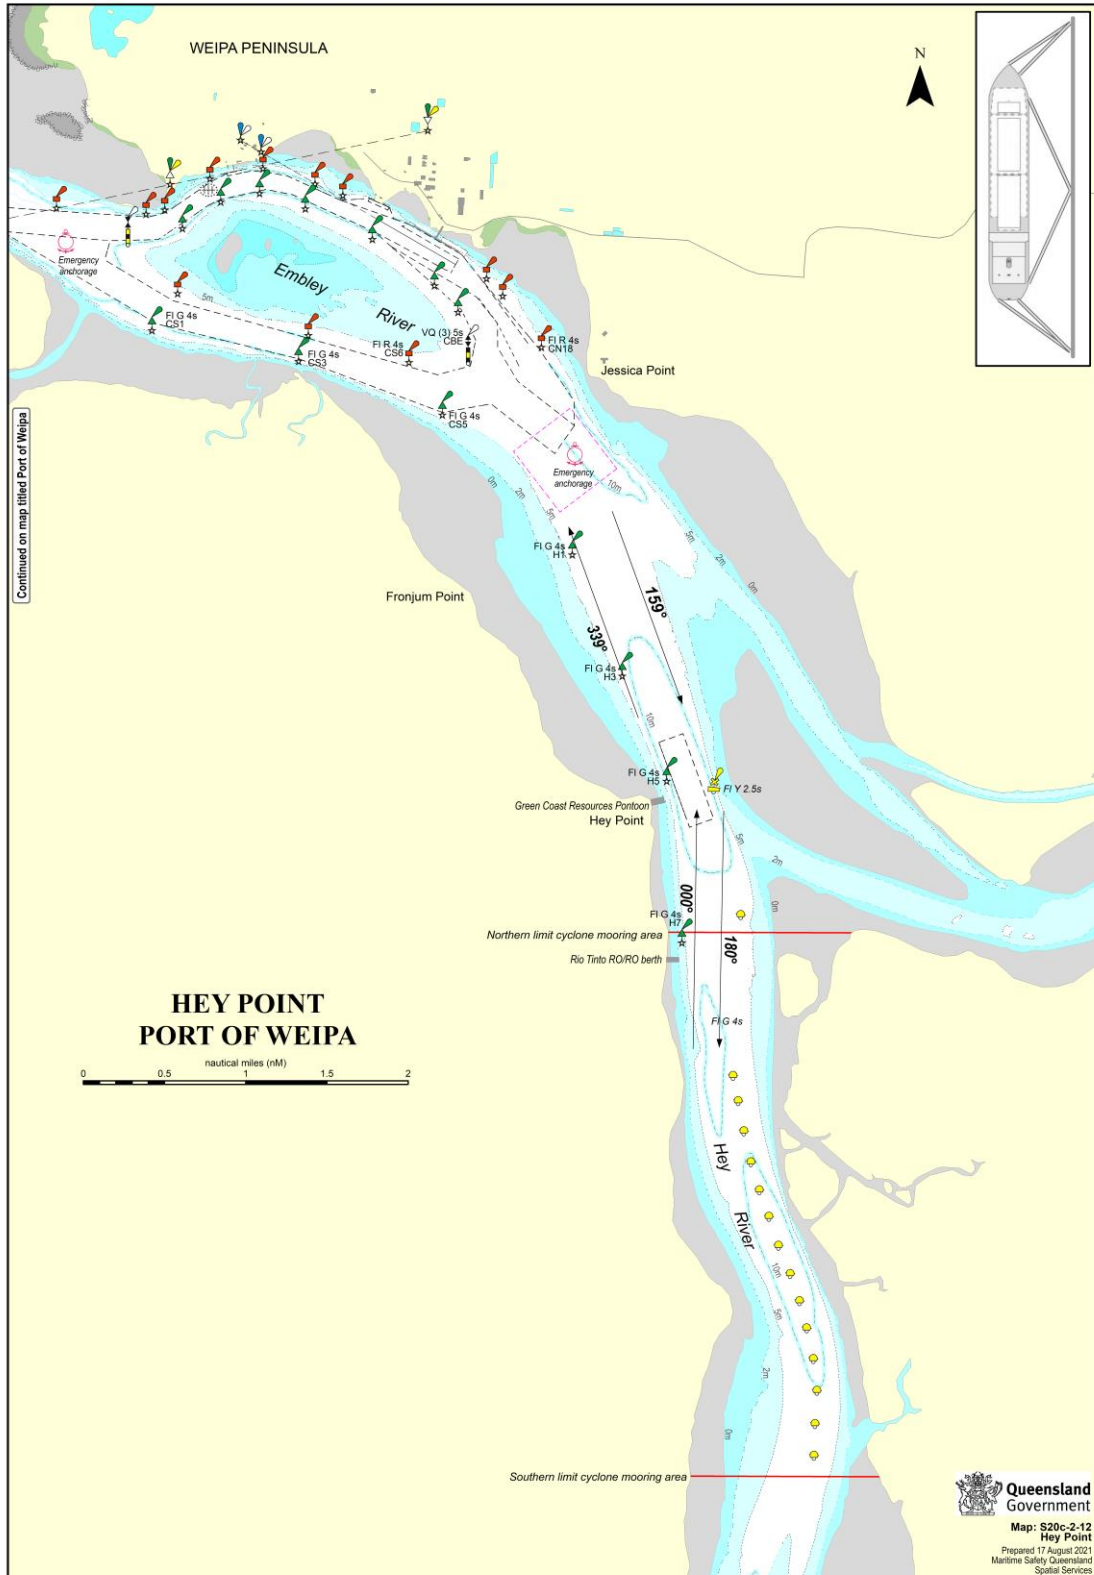 WEIPA PENINSULA
N
Emergency
anchorage
5m
Embley
River
Fl G 4s
CS1
Fl G 4s
CS3
Fl R 4s
CS6
VQ (3) 5s
CBE
Fl R 4s
CN18
Jessica Point
Fl G 4s
CS5
Continued on map titled Port of Weipa
Emergency
anchorage
10m
0m
2m
5m
5m
2m
0m
Fl G 4s
H1
Fronjum Point
159°
339°
Fl G 4s
H3
10m
Fl G 4s
H5
Fl Y 2.5s
Green Coast Resources Pontoon
Hey Point
5m
2m
0m
000°
Fl G 4s
H7
Northern limit cyclone mooring area
180°
Rio Tinto RO/RO berth
HEY POINT
PORT OF WEIPA
nautical miles (nM)
0 0.5 1 1.5 2
Fl G 4s
Hey
River
10m
5m
2m
0m
Southern limit cyclone mooring area
Queensland
Government
Map: S20c-2-12
Hey Point
Prepared 17 August 2021
Maritime Safety Queensland
Spatial Services